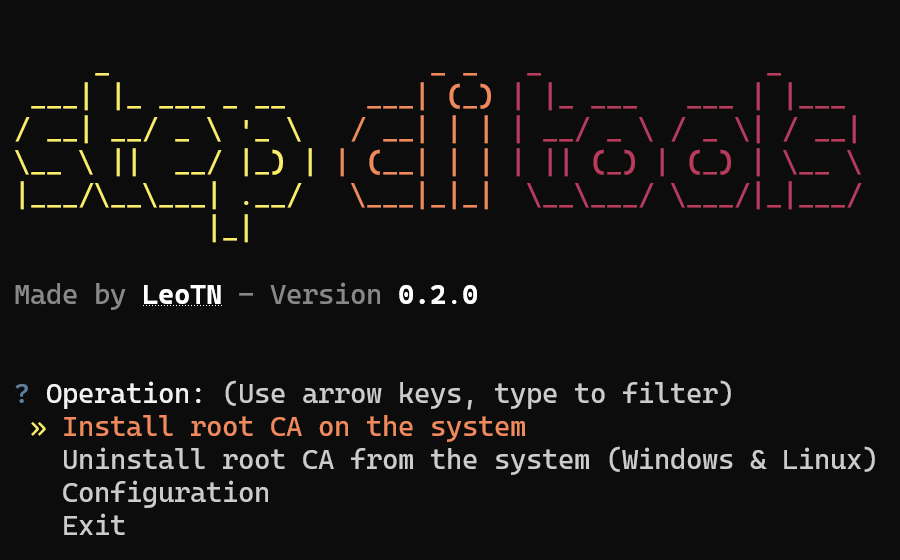 step cli tools
Made by LeoTN - Version 0.2.0
? Operation: (Use arrow keys, type to filter)
» Install root CA on the system
Uninstall root CA from the system (Windows & Linux)
Configuration
Exit